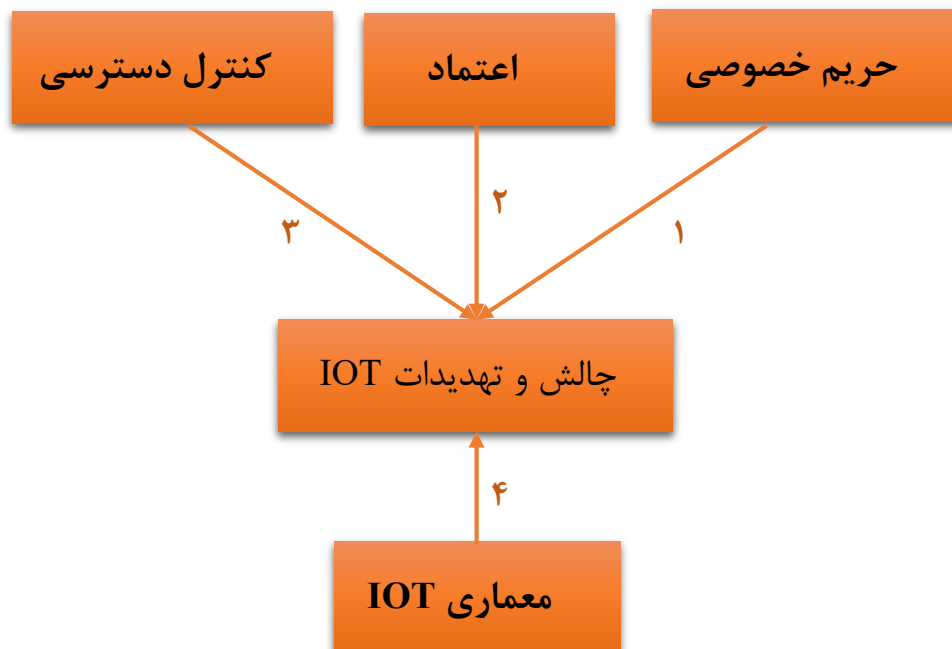 حریم خصوصی
اعتماد
کنترل دسترسی
۱
۲
۳
چالش و تهدیدات IOT
۴
معماری IOT